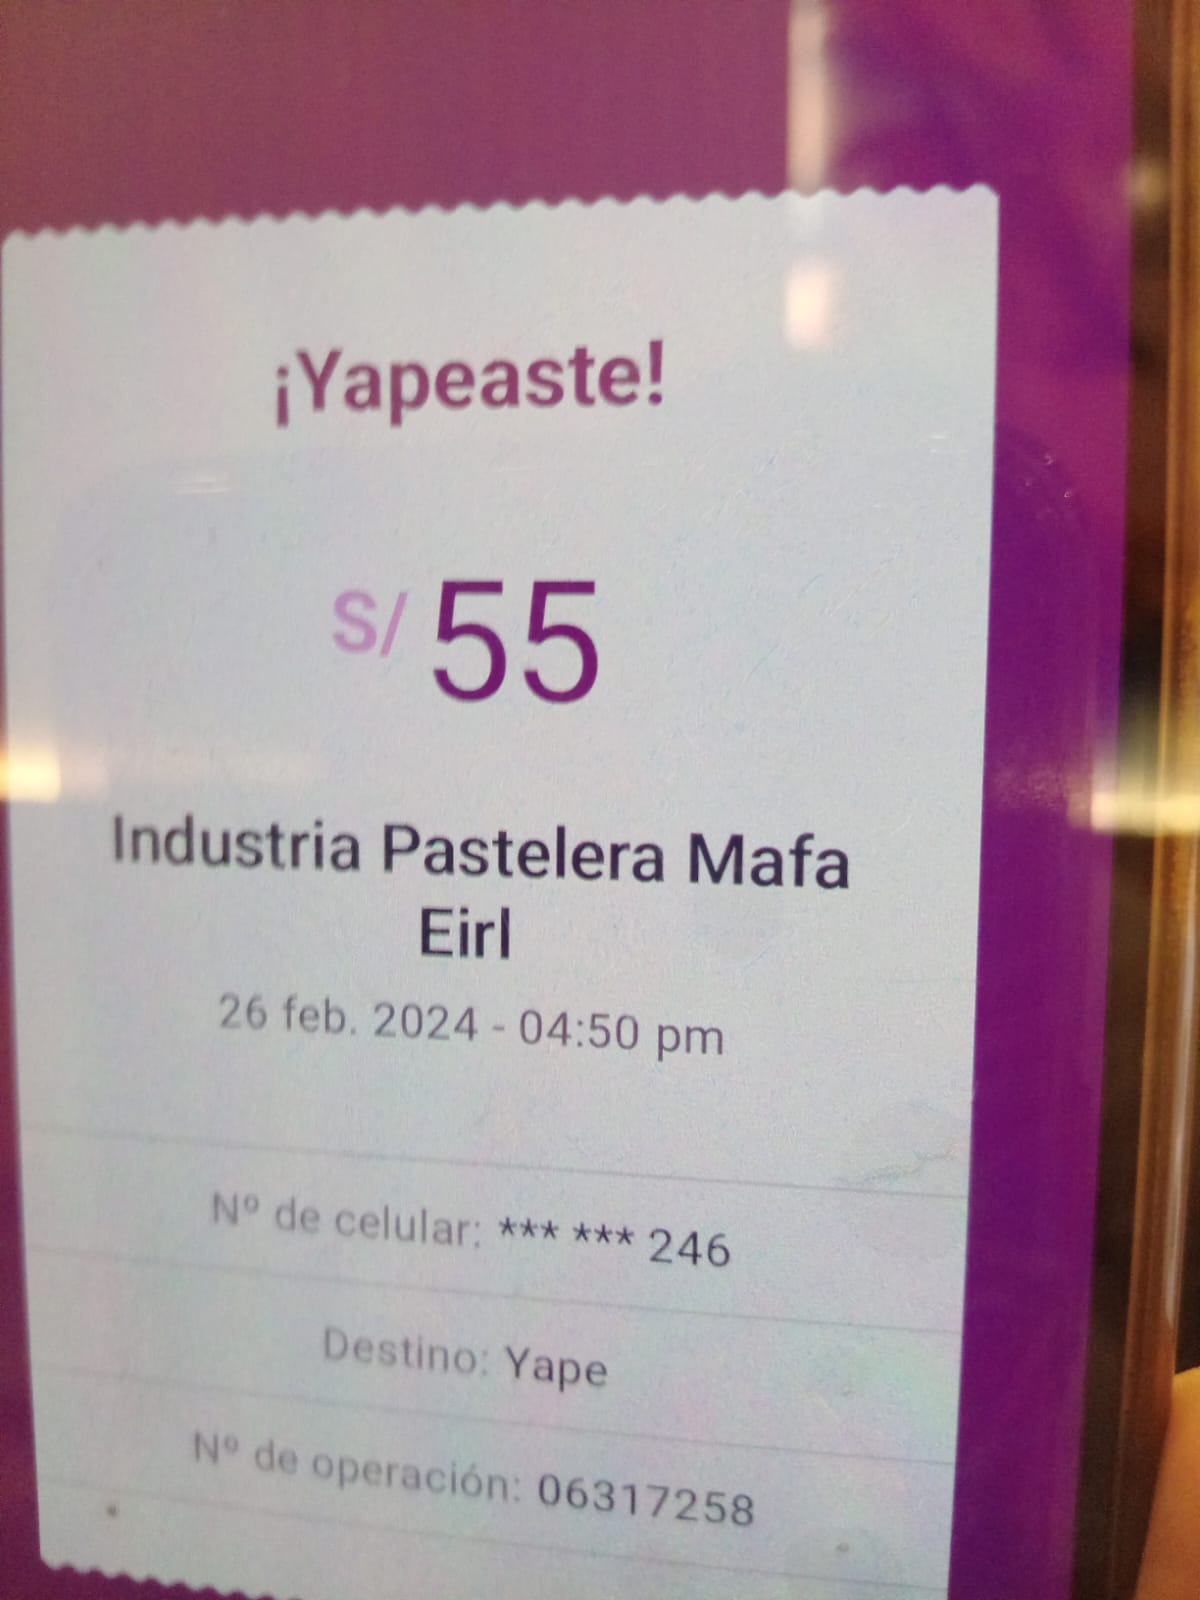 ¡Yapeaste!
S/ 55
Industria Pastelera Mafa
Eirl
26 feb. 2024 - 04:50 pm
Nº de celular: *** *** 246
Destino: Yape
Nº de operación: 06317258